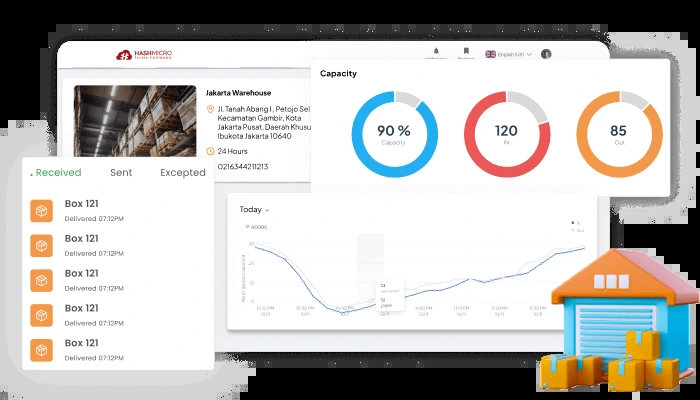 HASHMICRO
THINK FORWARD
English (UK)
Capacity
Jakarta Warehouse
Jl. Tanah Abang I , Petojo Sel
Kecamatan Gambir, Kota
Jakarta Pusat, Daerah Khusu
Ibukota Jakarta 10640
24 Hours
0216344211213
90 %
Capacity
120
IN
85
Out
Received Sent Excepted
Box 121
Delivered 07:12PM
Box 121
Delivered 07:12PM
Box 121
Delivered 07:12PM
Box 121
Delivered 07:12PM
Box 121
Delivered 07:12PM
Today